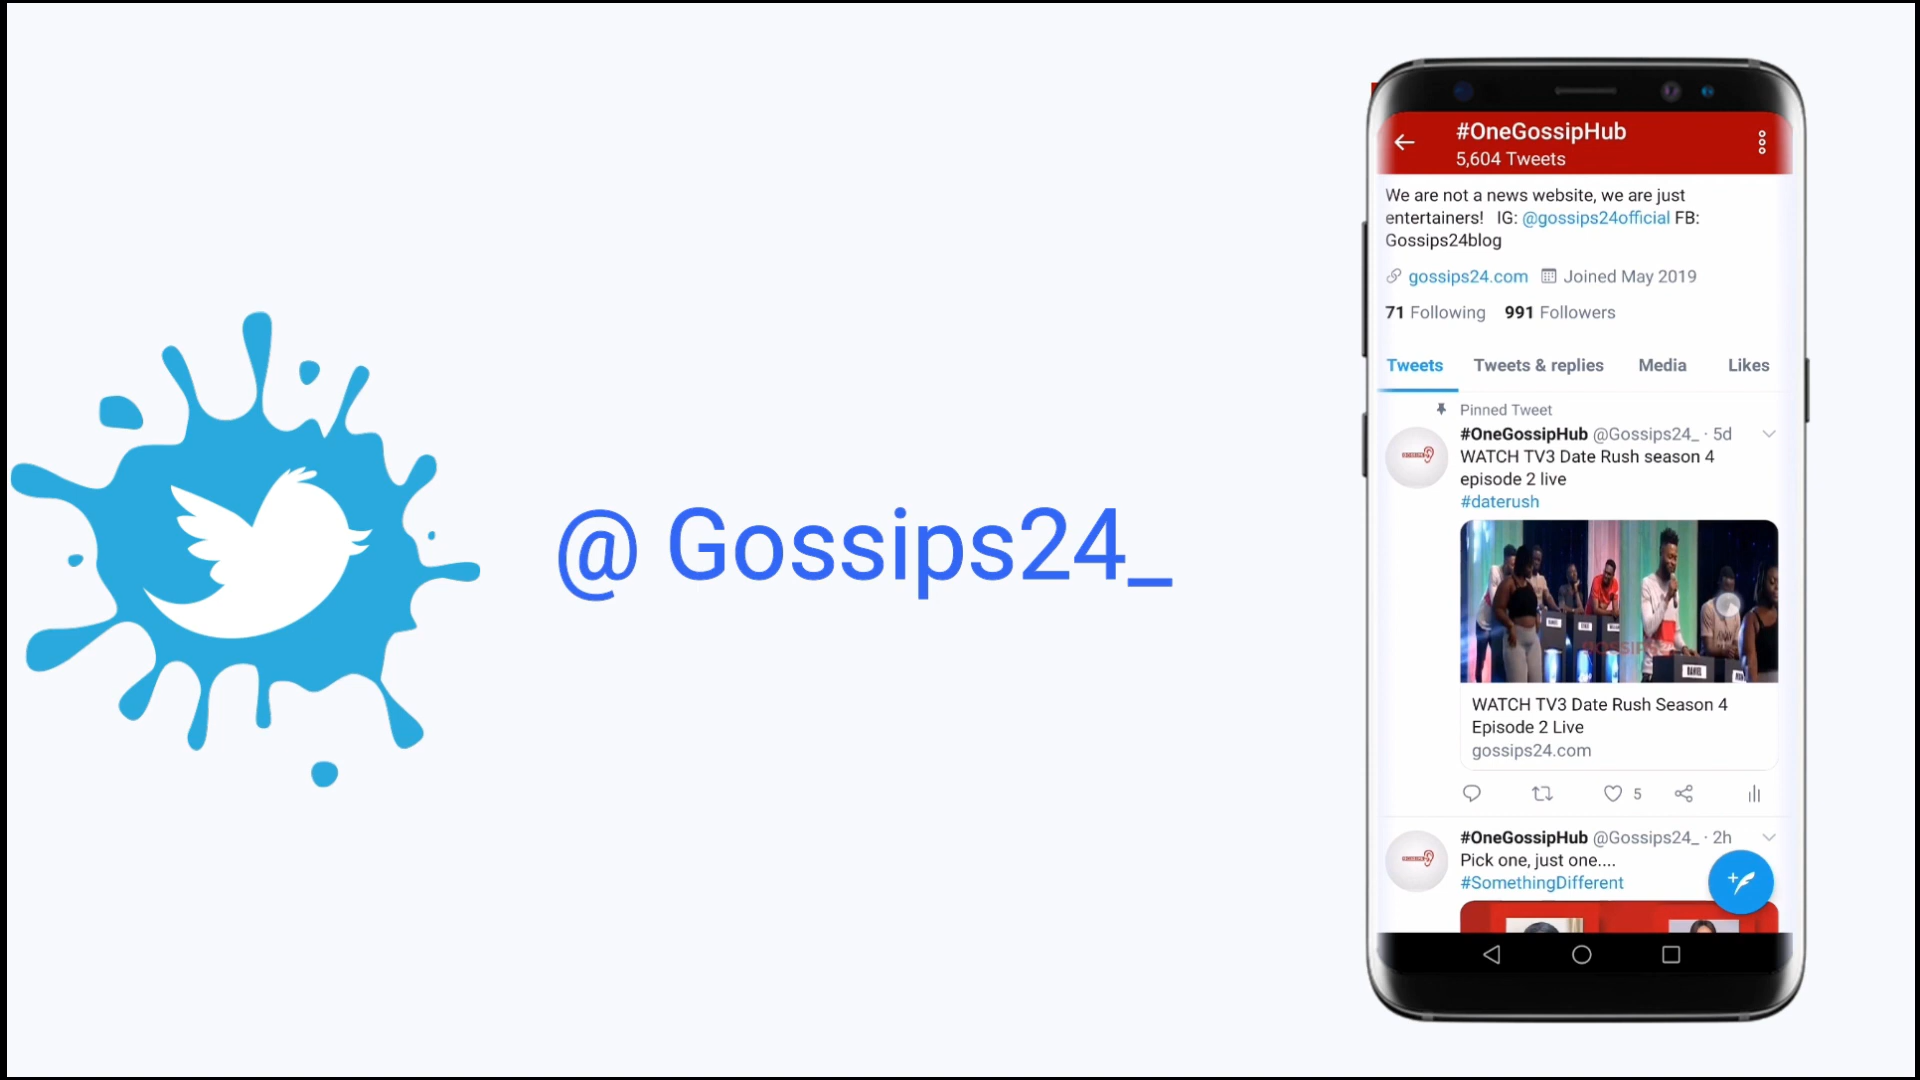 @ Gossips24_
#OneGossipHub
5,604 Tweets
We are not a news website, we are just
entertainers! IG: @gossips24official FB:
Gossips24blog
gossips24.com Joined May 2019
71 Following 991 Followers
Tweets Tweets & replies Media Likes
Pinned Tweet
#OneGossipHub @Gossips24_ · 5d
WATCH TV3 Date Rush season 4
episode 2 live
#daterush
WATCH TV3 Date Rush Season 4
Episode 2 Live
gossips24.com
5
#OneGossipHub @Gossips24_ · 2h
Pick one, just one....
#SomethingDifferent